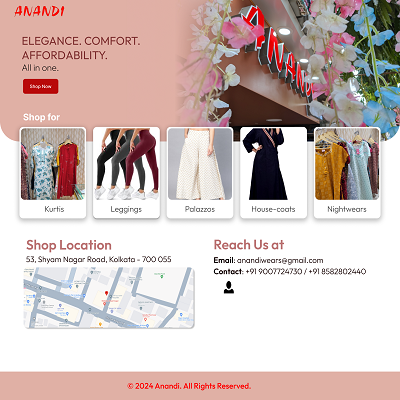 ANANDI
ANANDI
ELEGANCE. COMFORT.
AFFORDABILITY.
All in one.
Shop Now
Shop for
Kurtis
Leggings
Palazzos
House-coats
Nightwears
Shop Location
53, Shyam Nagar Road, Kolkata - 700 055
Reach Us at
Email: anandiwears@gmail.com
Contact: +91 9007724730 / +91 8582802440
© 2024 Anandi. All Rights Reserved.